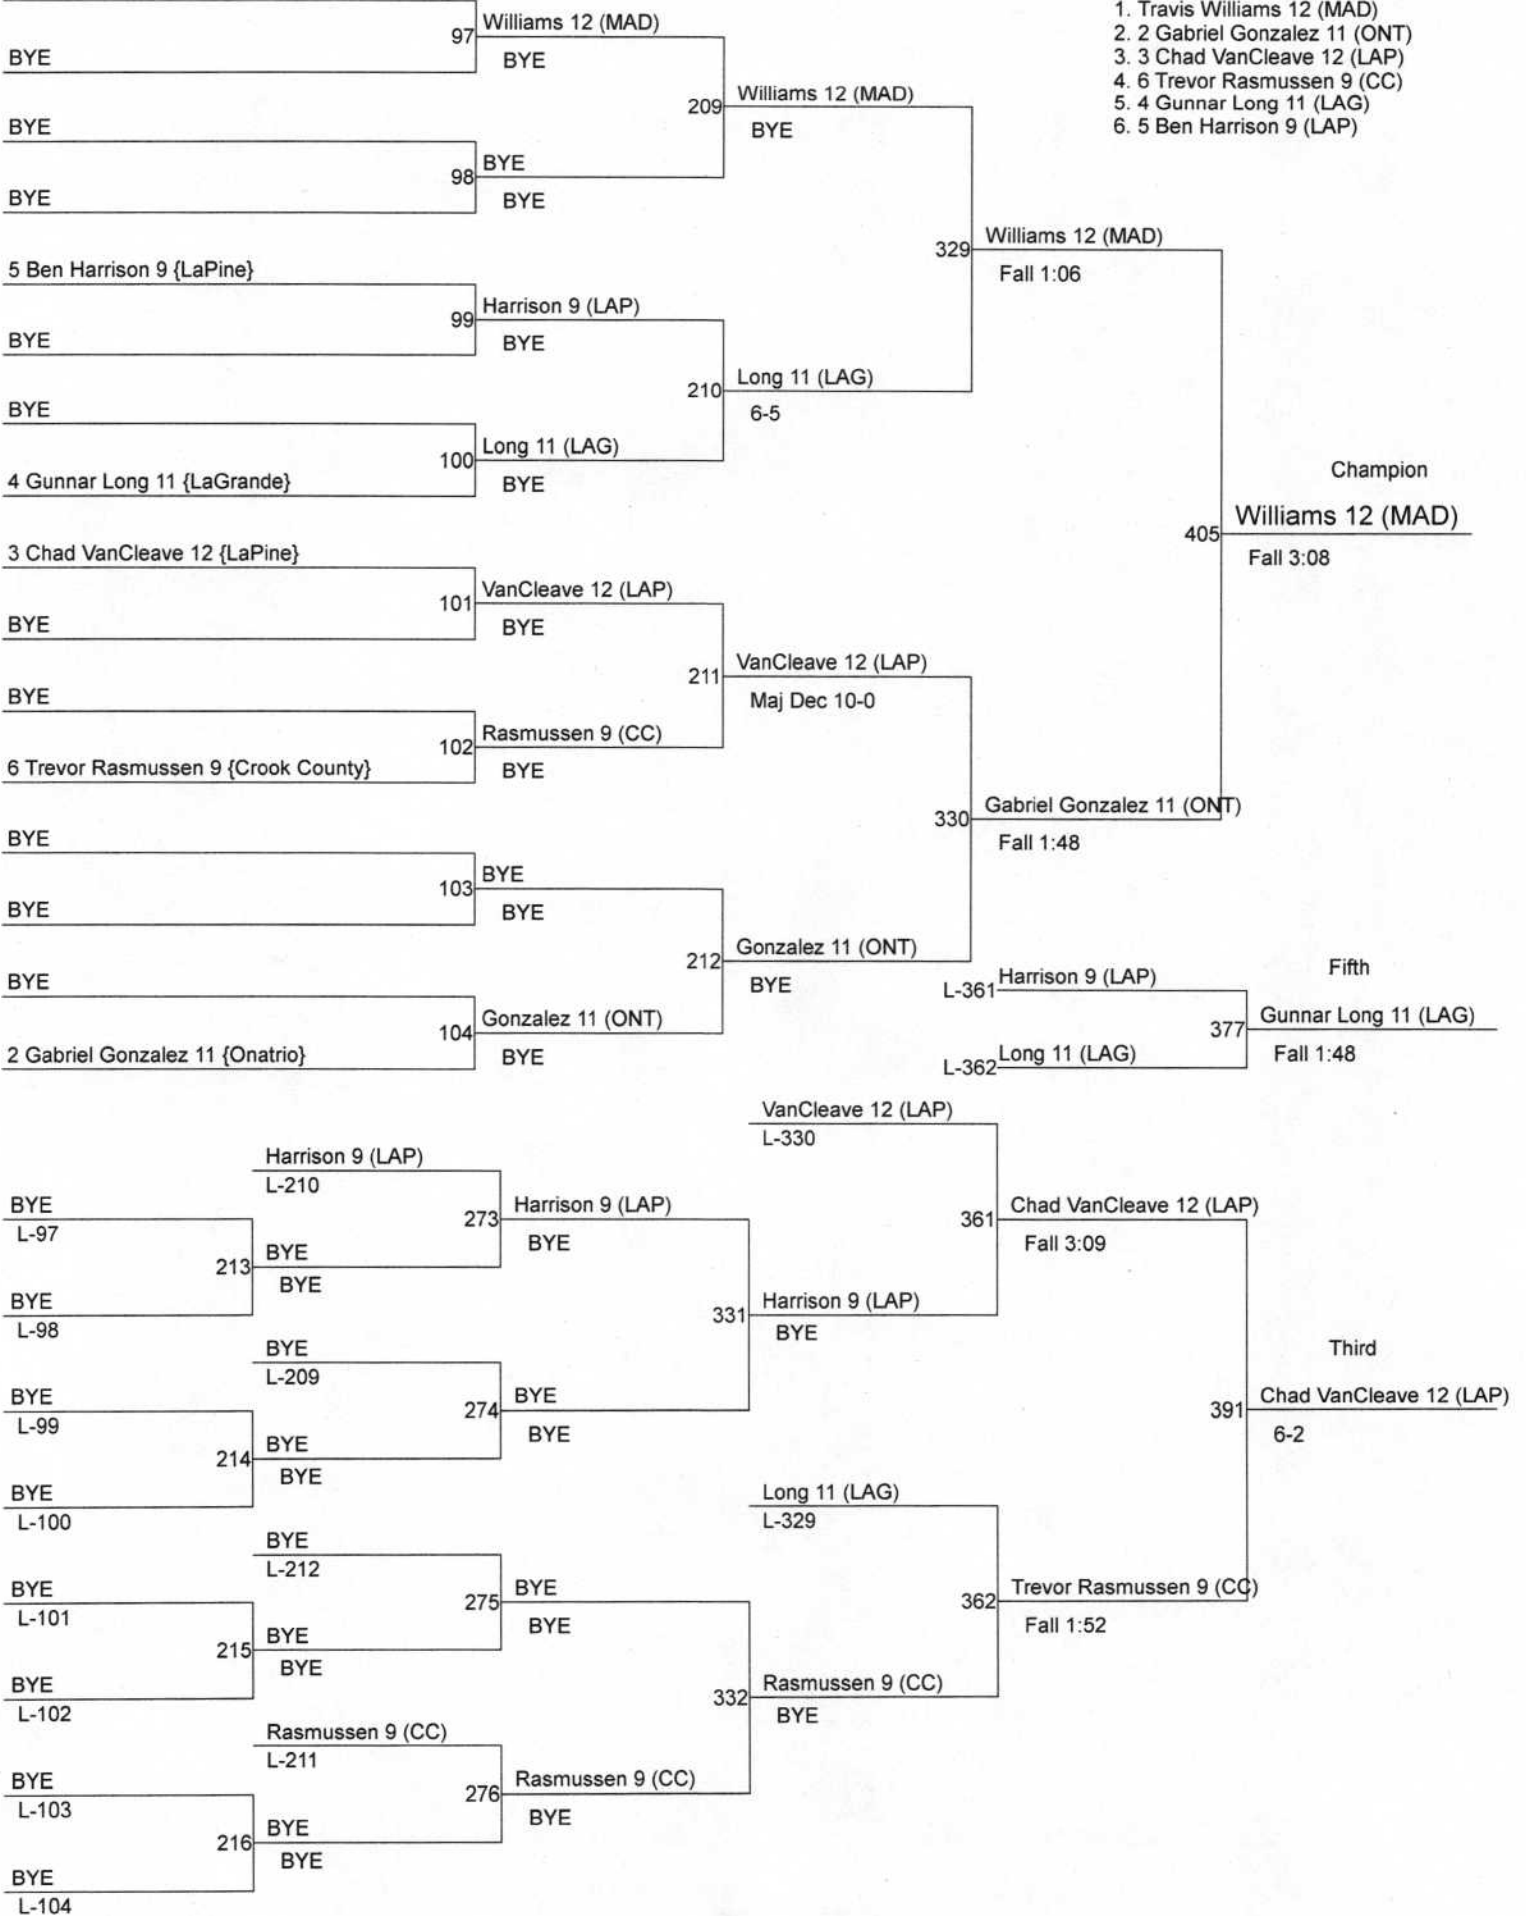 1. Travis Williams 12 (MAD)
2. 2 Gabriel Gonzalez 11 (ONT)
3. 3 Chad VanCleave 12 (LAP)
4. 6 Trevor Rasmussen 9 (CC)
5. 4 Gunnar Long 11 (LAG)
6. 5 Ben Harrison 9 (LAP)
97 Williams 12 (MAD)
BYE
BYE
209 Williams 12 (MAD)
BYE
BYE
98 BYE
BYE
BYE
329 Williams 12 (MAD)
Fall 1:06
5 Ben Harrison 9 {LaPine}
99 Harrison 9 (LAP)
BYE
BYE
210 Long 11 (LAG)
6-5
BYE
100 Long 11 (LAG)
BYE
4 Gunnar Long 11 {LaGrande}
Champion
405 Williams 12 (MAD)
Fall 3:08
3 Chad VanCleave 12 {LaPine}
101 VanCleave 12 (LAP)
BYE
BYE
211 VanCleave 12 (LAP)
Maj Dec 10-0
BYE
102 Rasmussen 9 (CC)
BYE
6 Trevor Rasmussen 9 {Crook County}
330 Gabriel Gonzalez 11 (ONT)
Fall 1:48
BYE
103 BYE
BYE
BYE
212 Gonzalez 11 (ONT)
BYE
BYE
104 Gonzalez 11 (ONT)
BYE
2 Gabriel Gonzalez 11 {Onatrio}
Fifth
L-361 Harrison 9 (LAP)
377 Gunnar Long 11 (LAG)
Fall 1:48
L-362 Long 11 (LAG)
VanCleave 12 (LAP)
L-330
Harrison 9 (LAP)
L-210
BYE
L-97
273 Harrison 9 (LAP)
BYE
361 Chad VanCleave 12 (LAP)
Fall 3:09
213 BYE
BYE
BYE
L-98
331 Harrison 9 (LAP)
BYE
BYE
L-209
Third
BYE
L-99
274 BYE
BYE
391 Chad VanCleave 12 (LAP)
6-2
214 BYE
BYE
BYE
L-100
Long 11 (LAG)
L-329
BYE
L-212
BYE
L-101
275 BYE
BYE
362 Trevor Rasmussen 9 (CC)
Fall 1:52
215 BYE
BYE
BYE
L-102
332 Rasmussen 9 (CC)
BYE
Rasmussen 9 (CC)
L-211
BYE
L-103
276 Rasmussen 9 (CC)
BYE
216 BYE
BYE
BYE
L-104